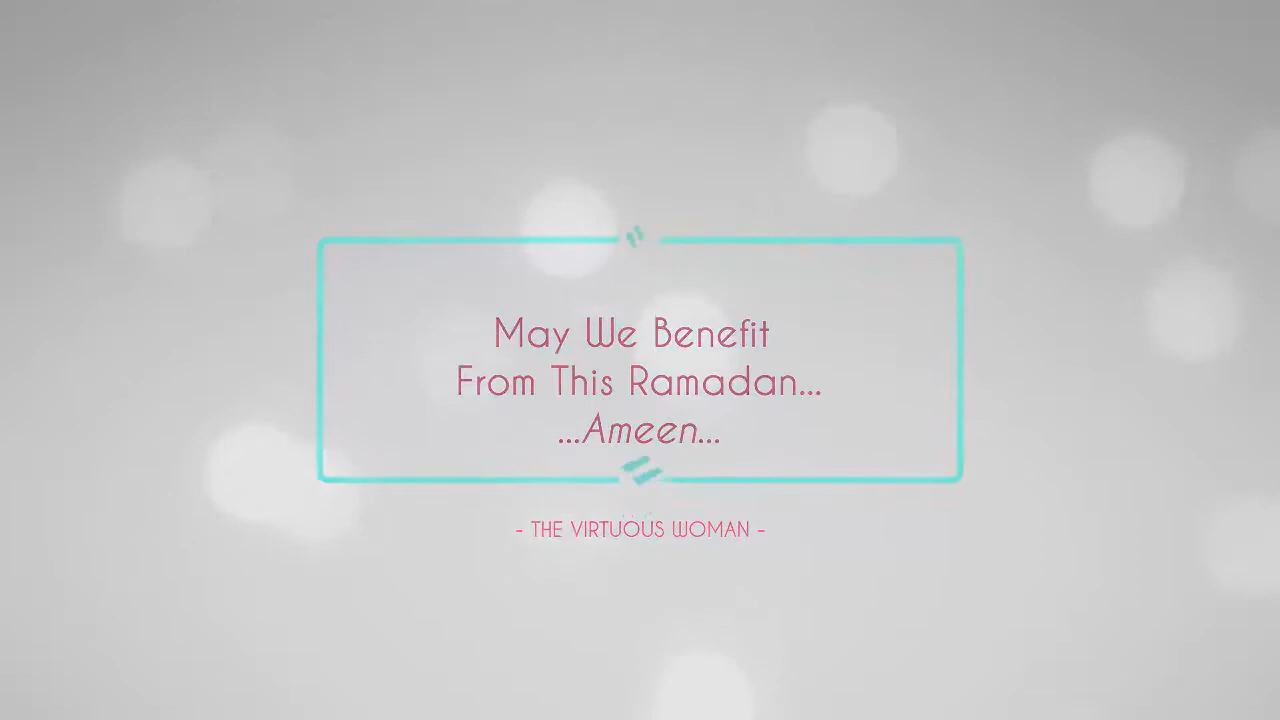 May We Benefit
From This Ramadan...
...Ameen...
- THE VIRTUOUS WOMAN -